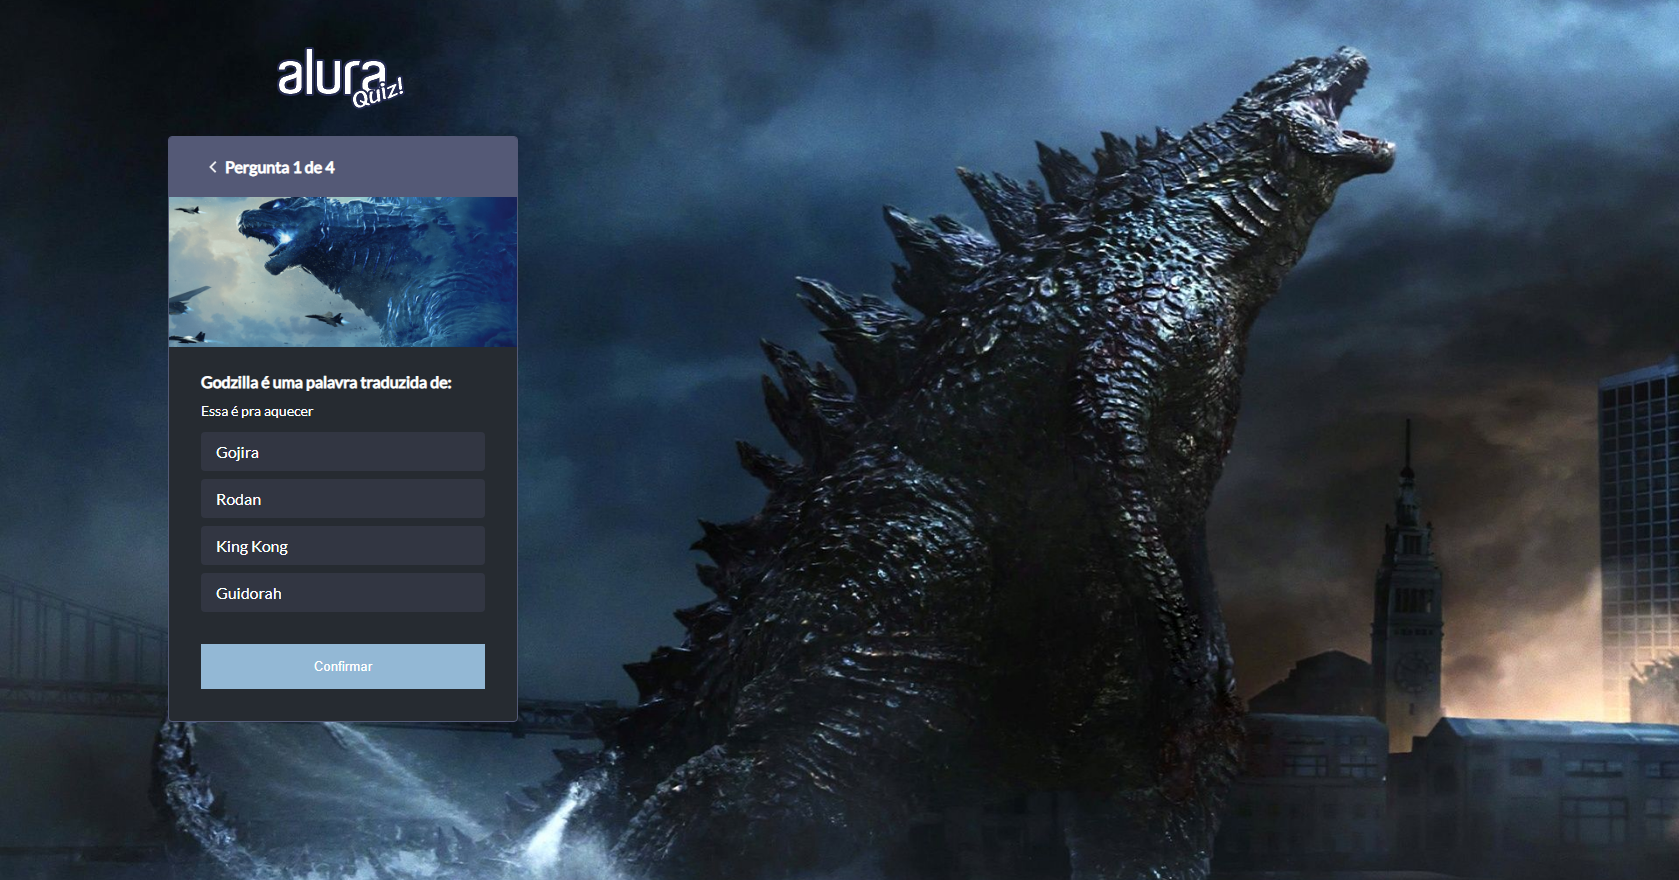 alura
Quiz!
Pergunta 1 de 4
Godzilla é uma palavra traduzida de:
Essa é pra aquecer
Gojira
Rodan
King Kong
Guidorah
Confirmar